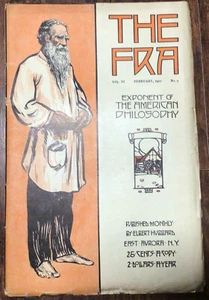 THE
FRA
EXPONENT OF
THE AMERICAN
PHILOSOPHY
PUBLISHED MONTHLY
BY ELBERT HUBBARD
EAST AURORA N.Y.
25 CENTS A COPY
2 DOLLARS A YEAR